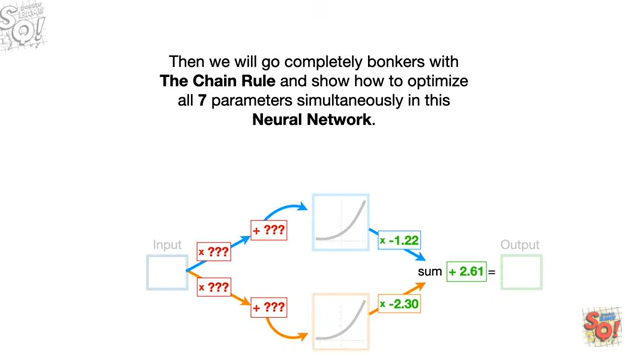 Then we will go completely bonkers with
The Chain Rule and show how to optimize
all 7 parameters simultaneously in this
Neural Network.
Input
x ???
+ ???
x -1.22
x ???
+ ???
x -2.30
sum + 2.61 =
Output
SQ!